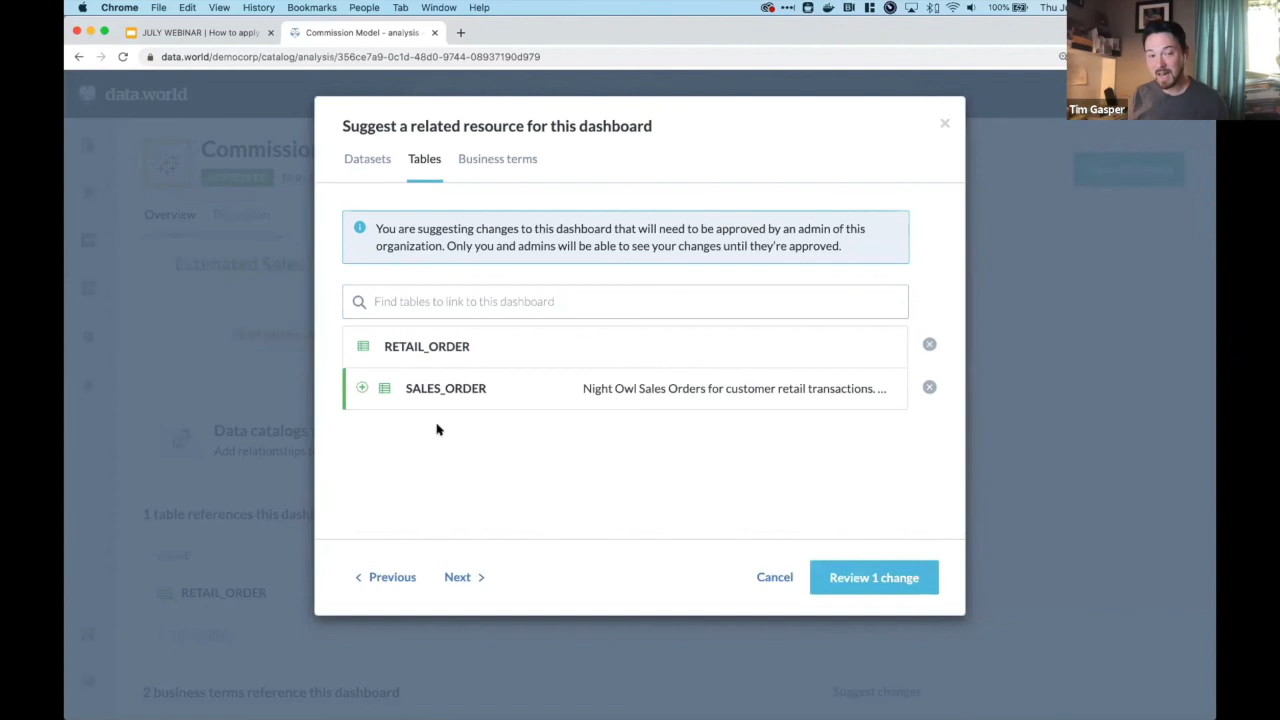 Chrome File Edit View History Bookmarks People Tab Window Help 100% Thu
JULY WEBINAR | How to apply
Commission Model - analysis
data.world/democorp/catalog/analysis/356ce7a9-0c1d-48d0-9744-08937190d979
Tim Gasper
data.world
Commission
Suggest a related resource for this dashboard
Datasets Tables Business terms
Overview
You are suggesting changes to this dashboard that will need to be approved by an admin of this
organization. Only you and admins will be able to see your changes until they're approved.
Estimated Sales
Find tables to link to this dashboard
RETAIL_ORDER
SALES_ORDER Night Owl Sales Orders for customer retail transactions. ...
Data catalogs
Add relationships
1 table references this dashboard
RETAIL_ORDER
Previous Next Cancel Review 1 change
2 business terms reference this dashboard Suggest changes